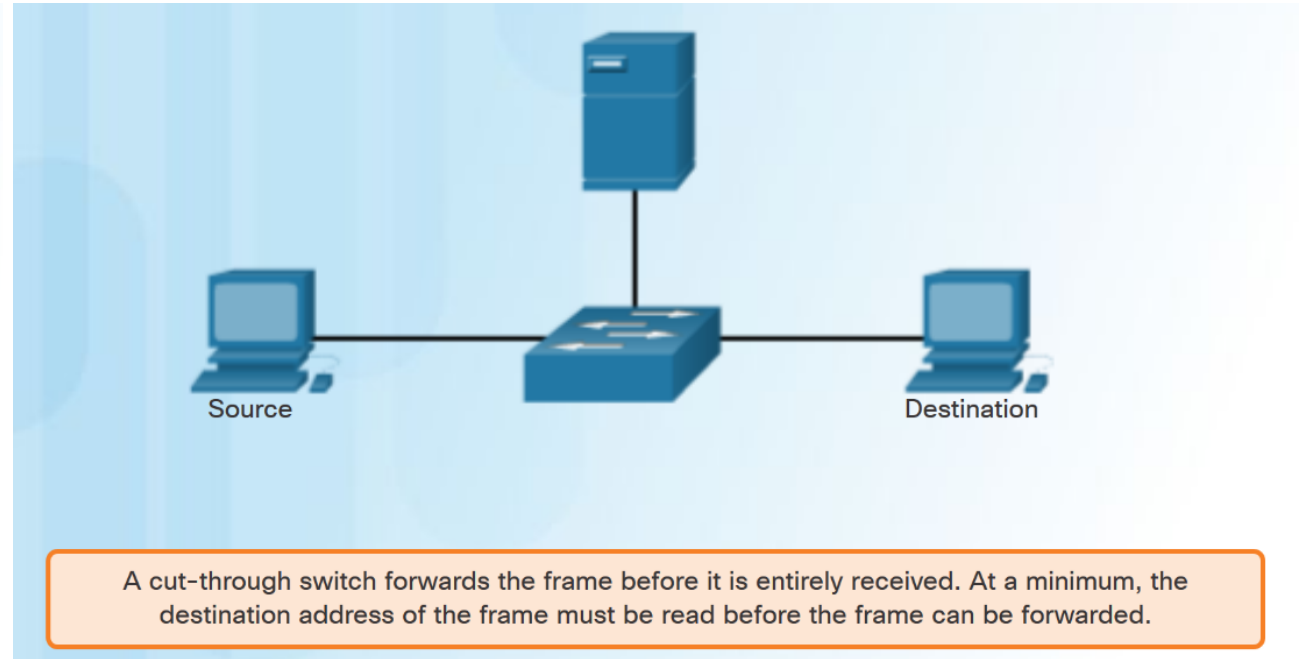 Source
Destination
A cut-through switch forwards the frame before it is entirely received. At a minimum, the
destination address of the frame must be read before the frame can be forwarded.